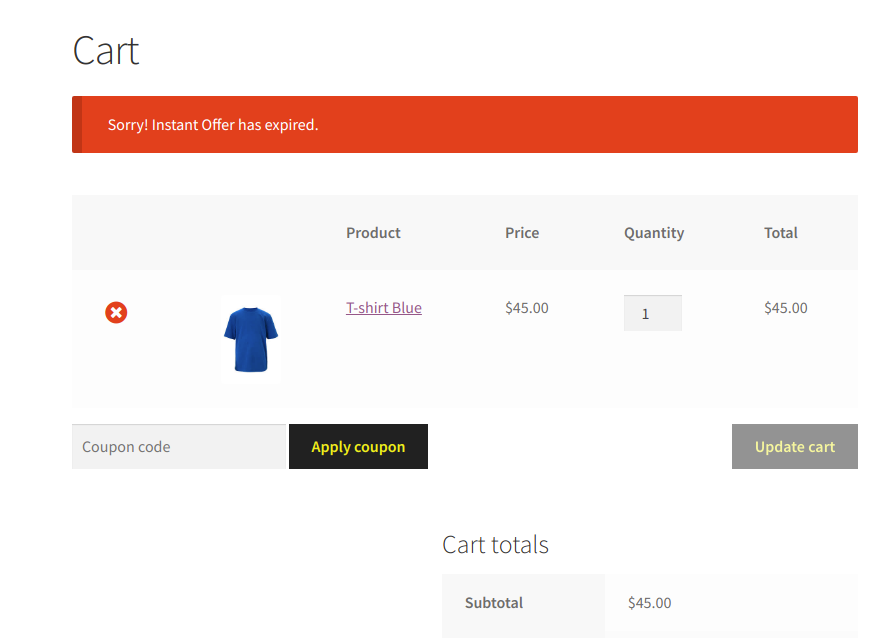 Cart
Sorry! Instant Offer has expired.
Product Price Quantity Total
T-shirt Blue $45.00 1 $45.00
Coupon code Apply coupon Update cart
Cart totals
Subtotal $45.00